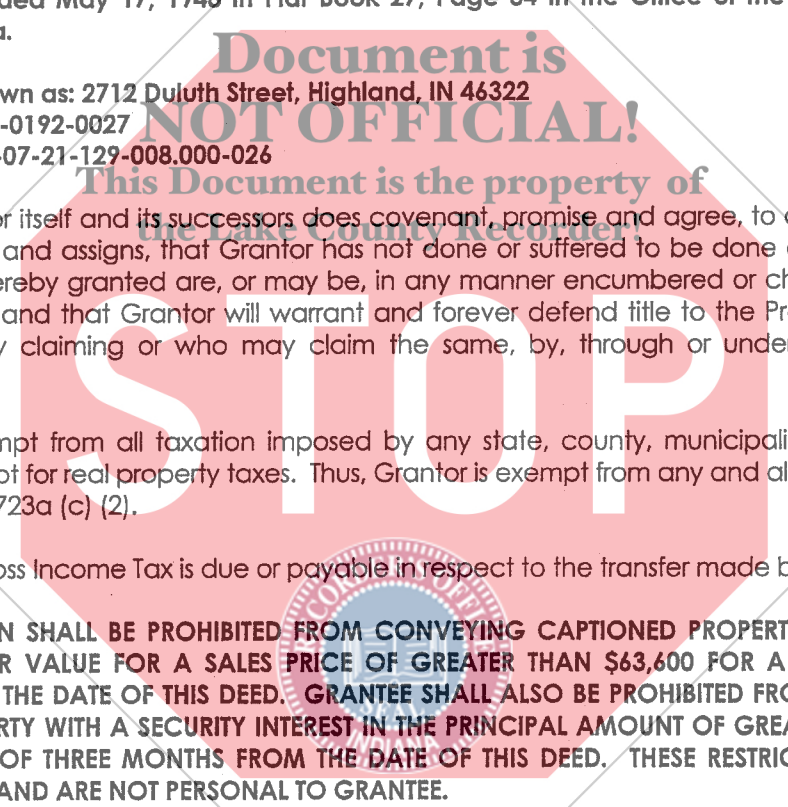 ded May 17, 1948 in Plat Book 27, Page 64 in the Office of the
a.
Document is
wn as: 2712 Duluth Street, Highland, IN 46322
-0192-0027
NOT OFFICIAL!
-07-21-129-008.000-026
This Document is the property of
or itself and its successors does covenant, promise and agree, to
the Lake County Recorder!
and assigns, that Grantor has not done or suffered to be done
ereby granted are, or may be, in any manner encumbered or ch
and that Grantor will warrant and forever defend title to the Pr
y claiming or who may claim the same, by, through or unde
STOP
mpt from all taxation imposed by any state, county, municipali
pt for real property taxes. Thus, Grantor is exempt from any and al
723a (c) (2).
oss Income Tax is due or payable in respect to the transfer made b
RECORDER'S OFFICE
N SHALL BE PROHIBITED FROM CONVEYING CAPTIONED PROPERT
R VALUE FOR A SALES PRICE OF GREATER THAN $63,600 FOR A
THE DATE OF THIS DEED. GRANTEE SHALL ALSO BE PROHIBITED FRO
SEAL
RTY WITH A SECURITY INTEREST IN THE PRINCIPAL AMOUNT OF GREA
INDIANA
OF THREE MONTHS FROM THE DATE OF THIS DEED. THESE RESTRIC
AND ARE NOT PERSONAL TO GRANTEE.